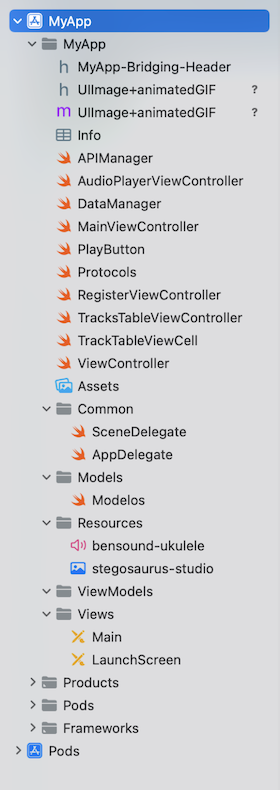 MyApp
MyApp
h MyApp-Bridging-Header
h UIImage+animatedGIF ?
m UIImage+animatedGIF ?
Info
APIManager
AudioPlayerViewController
DataManager
MainViewController
PlayButton
Protocols
RegisterViewController
TracksTableViewController
TrackTableViewCell
ViewController
Assets
Common
SceneDelegate
AppDelegate
Models
Modelos
Resources
bensound-ukulele
stegosaurus-studio
ViewModels
Views
Main
LaunchScreen
Products
Pods
Frameworks
Pods